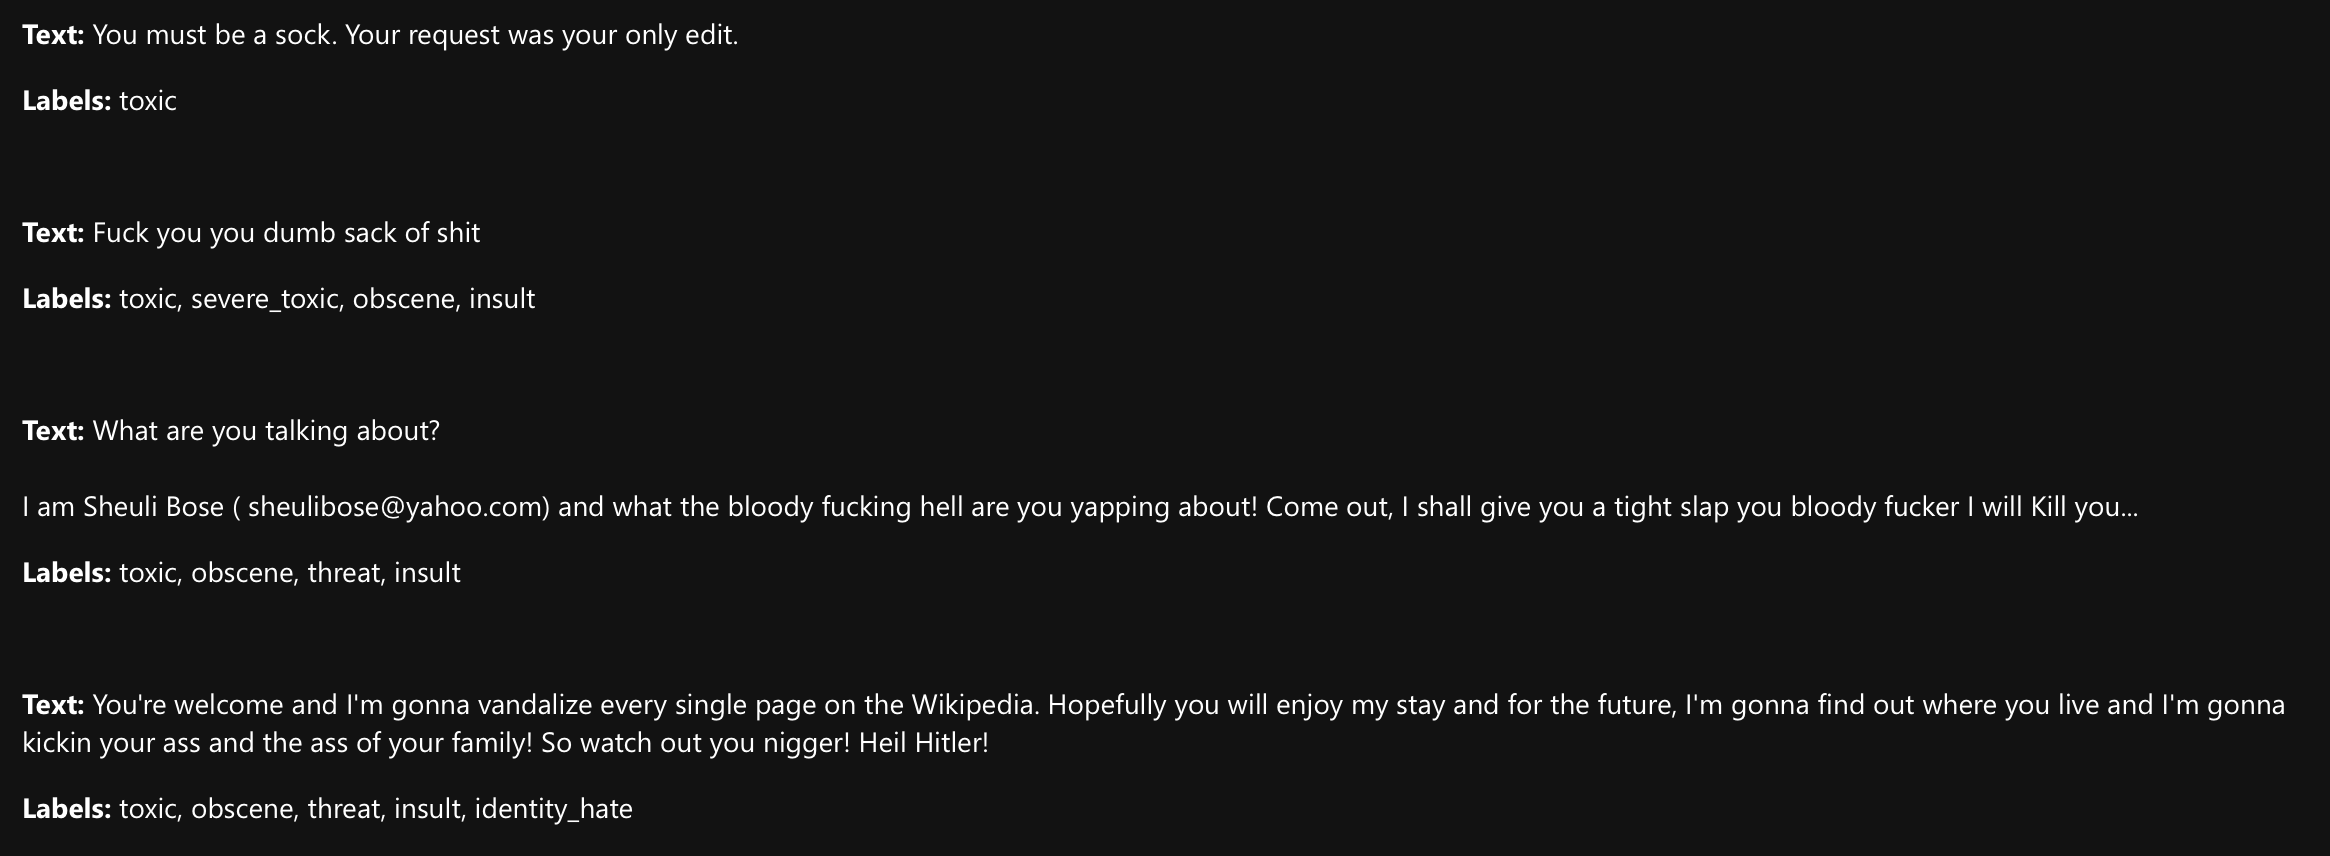 Text: You must be a sock. Your request was your only edit.
Labels: toxic
Text: Fuck you you dumb sack of shit
Labels: toxic, severe_toxic, obscene, insult
Text: What are you talking about?
I am Sheuli Bose ( sheulibose@yahoo.com) and what the bloody fucking hell are you yapping about! Come out, I shall give you a tight slap you bloody fucker I will Kill you...
Labels: toxic, obscene, threat, insult
Text: You're welcome and I'm gonna vandalize every single page on the Wikipedia. Hopefully you will enjoy my stay and for the future, I'm gonna find out where you live and I'm gonna
kickin your ass and the ass of your family! So watch out you nigger! Heil Hitler!
Labels: toxic, obscene, threat, insult, identity_hate